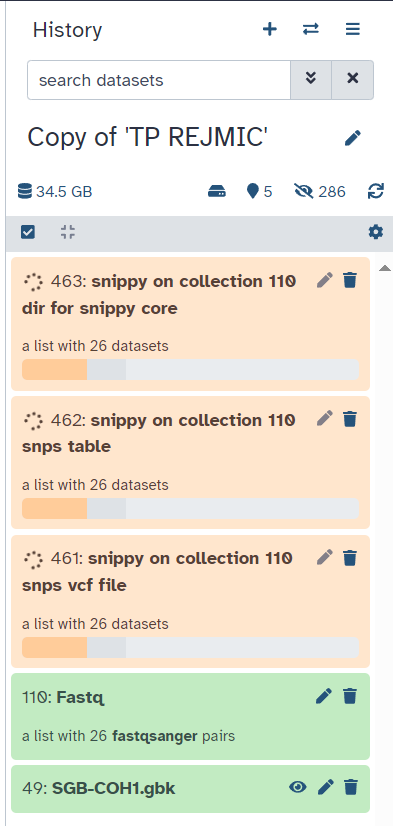 History
search datasets
Copy of 'TP REJMIC'
34.5 GB 5 286
463: snippy on collection 110
dir for snippy core
a list with 26 datasets
462: snippy on collection 110
snps table
a list with 26 datasets
461: snippy on collection 110
snps vcf file
a list with 26 datasets
110: Fastq
a list with 26 fastqsanger pairs
49: SGB-COH1.gbk